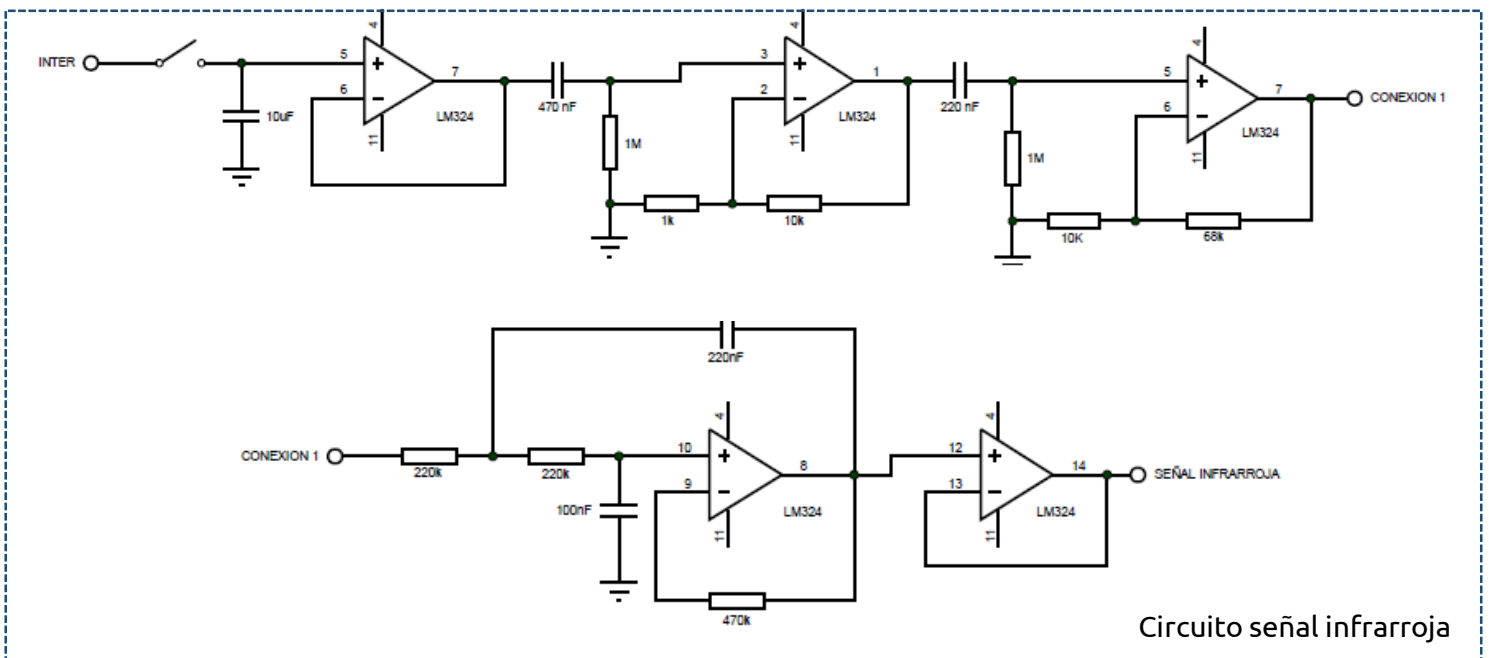 INTER
5
6
4
11
7
LM324
10uF
470 nF
1M
3
2
4
11
1
LM324
1k
10k
220 nF
1M
5
6
4
11
7
LM324
CONEXION 1
10K
68k
220nF
CONEXION 1
220k
220k
100nF
10
9
4
11
8
LM324
470k
12
13
4
11
14
LM324
SEÑAL INFRARROJA
Circuito señal infrarroja